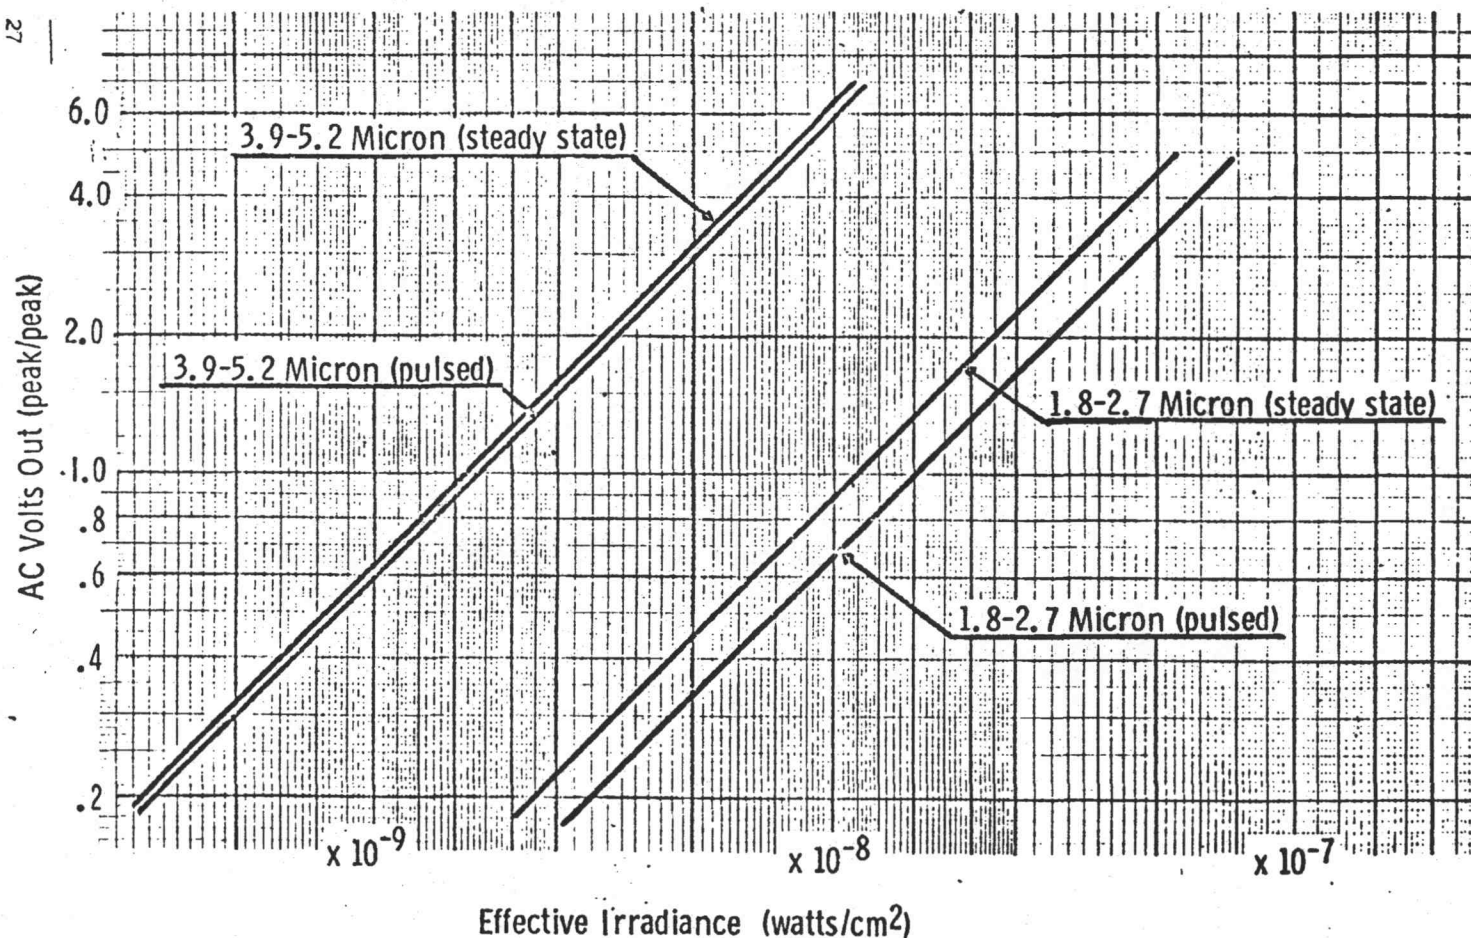 27
6.0
3.9-5.2 Micron (steady state)
4.0
2.0
3.9-5.2 Micron (pulsed)
1.8-2.7 Micron (steady state)
1.0
.8
.6
1.8-2.7 Micron (pulsed)
.4
.2
AC Volts Out (peak/peak)
x 10-9
x 10-8
x 10-7
Effective Irradiance (watts/cm2)